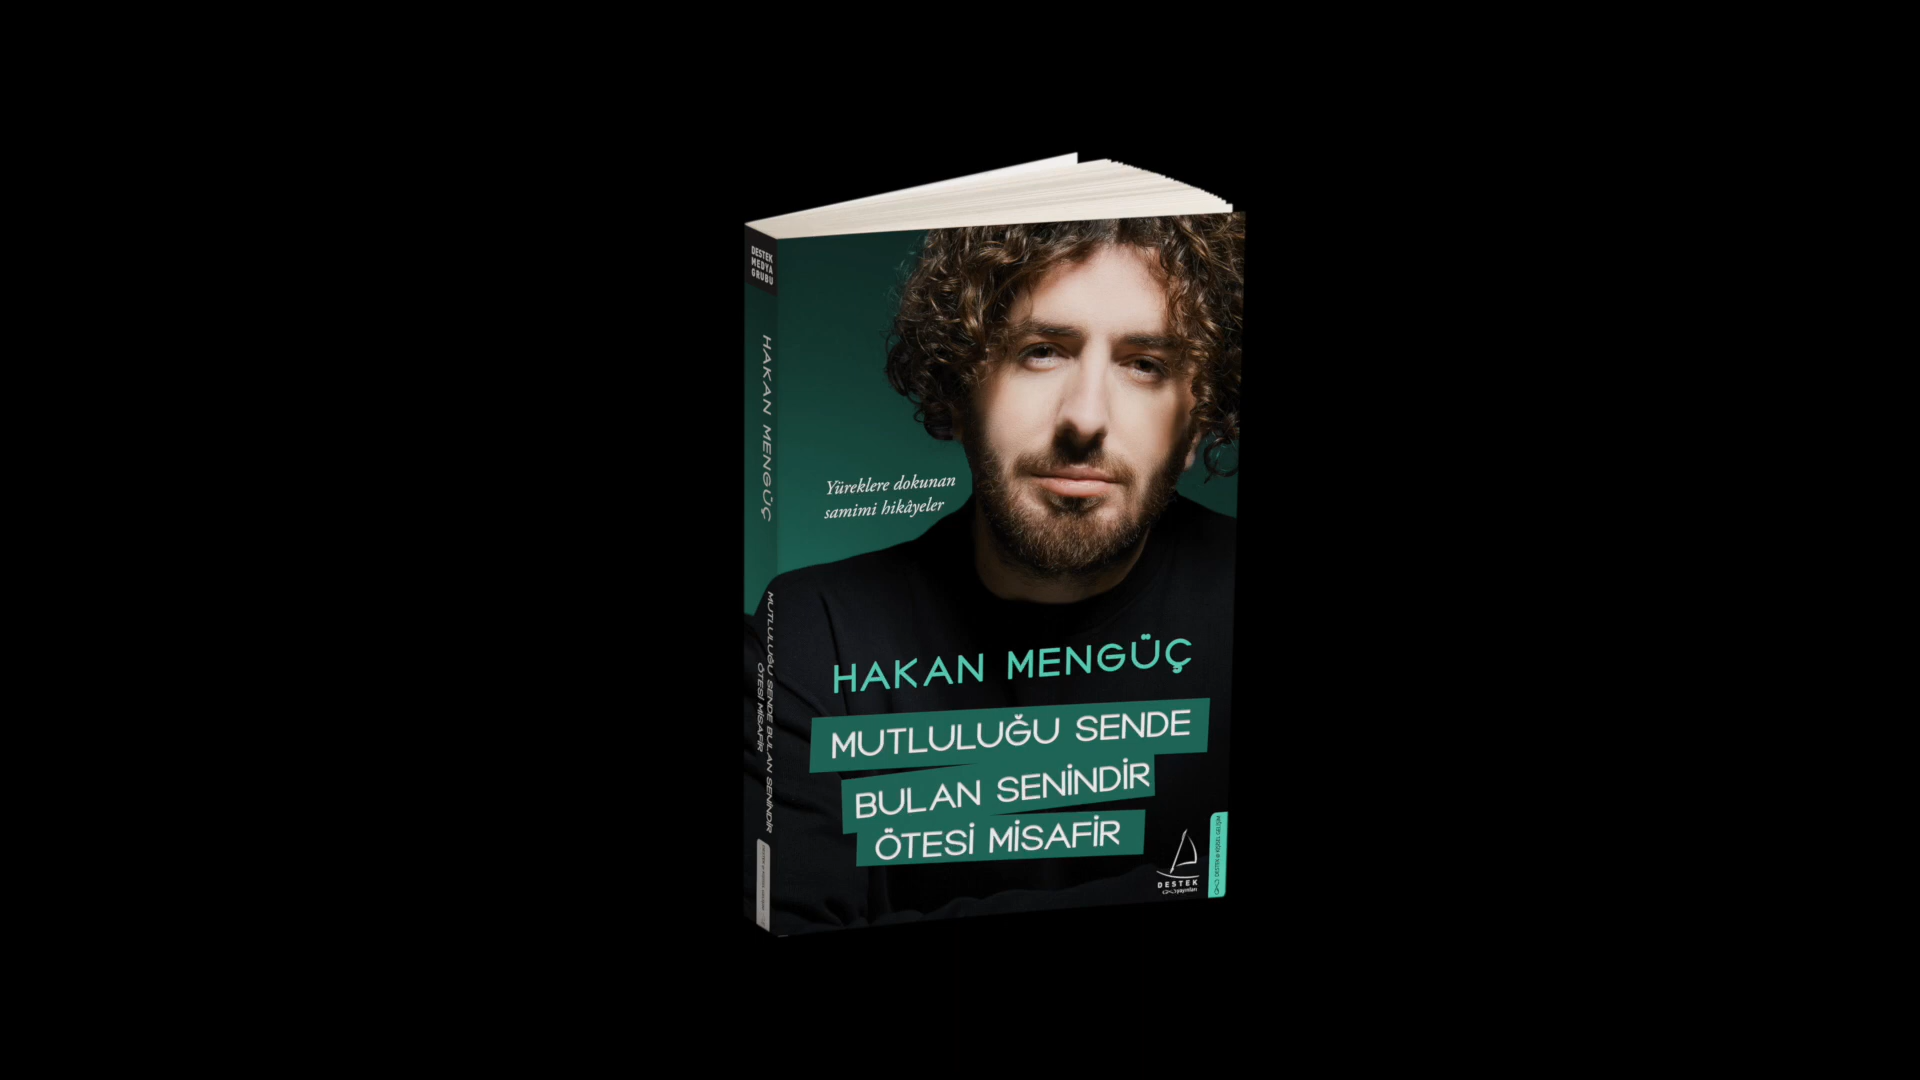 DESTEK
MEDYA
GRUBU
HAKAN MENGÜÇ
MUTLULUĞU SENDE BULAN SENİNDİR
ÖTESİ MİSAFİR
Yüreklere dokunan
samimi hikâyeler
HAKAN MENGÜÇ
MUTLULUĞU SENDE
BULAN SENİNDİR
ÖTESİ MİSAFİR
DESTEK
yayınları